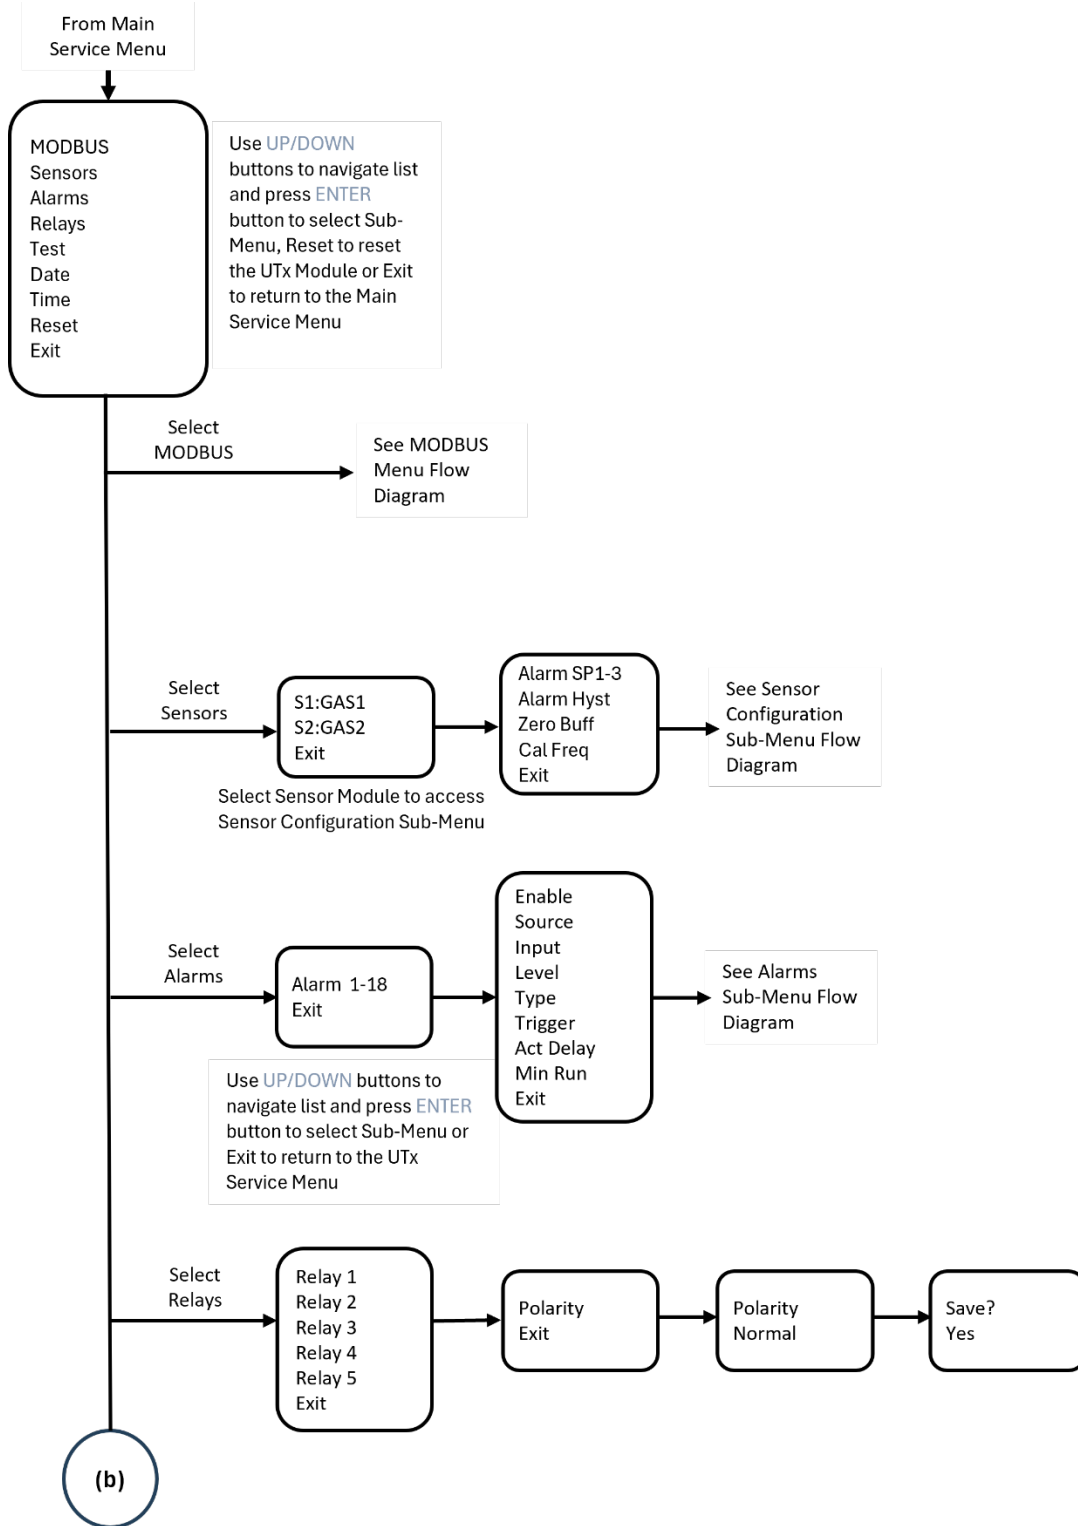 From Main
Service Menu
MODBUS
Sensors
Alarms
Relays
Test
Date
Time
Reset
Exit
Use UP/DOWN
buttons to navigate list
and press ENTER
button to select Sub-
Menu, Reset to reset
the UTx Module or Exit
to return to the Main
Service Menu
Select
MODBUS
See MODBUS
Menu Flow
Diagram
Select
Sensors
S1:GAS1
S2:GAS2
Exit
Select Sensor Module to access
Sensor Configuration Sub-Menu
Alarm SP1-3
Alarm Hyst
Zero Buff
Cal Freq
Exit
See Sensor
Configuration
Sub-Menu Flow
Diagram
Select
Alarms
Alarm 1-18
Exit
Use UP/DOWN buttons to
navigate list and press ENTER
button to select Sub-Menu or
Exit to return to the UTx
Service Menu
Enable
Source
Input
Level
Type
Trigger
Act Delay
Min Run
Exit
See Alarms
Sub-Menu Flow
Diagram
Select
Relays
Relay 1
Relay 2
Relay 3
Relay 4
Relay 5
Exit
Polarity
Exit
Polarity
Normal
Save?
Yes
(b)